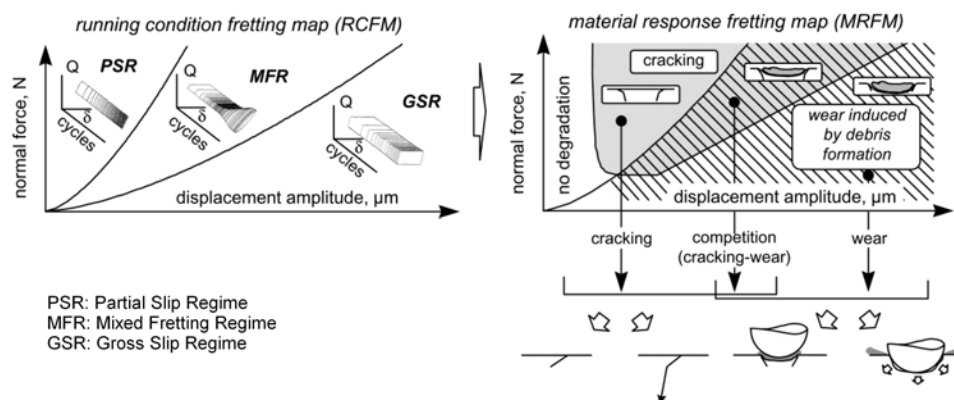 running condition fretting map (RCFM)
normal force, N
PSR
Q
δ
cycles
MFR
Q
δ
cycles
GSR
Q
δ
cycles
displacement amplitude, µm
PSR: Partial Slip Regime
MFR: Mixed Fretting Regime
GSR: Gross Slip Regime
material response fretting map (MRFM)
normal force, N
no degradation
cracking
wear induced
by debris
formation
displacement amplitude, µm
cracking
competition
(cracking-wear)
wear